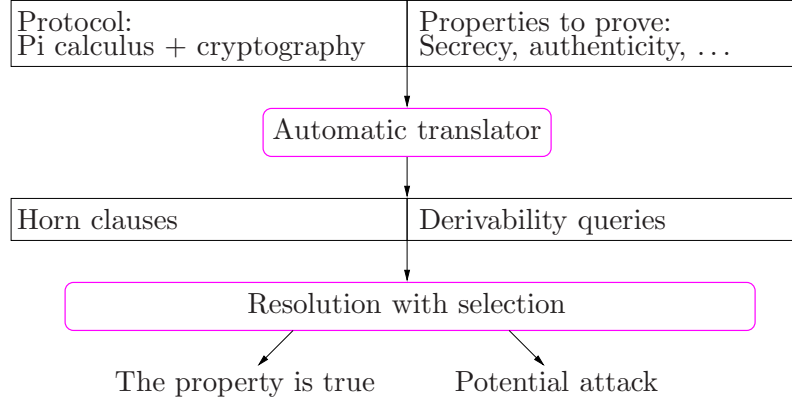 Protocol:
Pi calculus + cryptography
Properties to prove:
Secrecy, authenticity, …
Automatic translator
Horn clauses
Derivability queries
Resolution with selection
The property is true
Potential attack